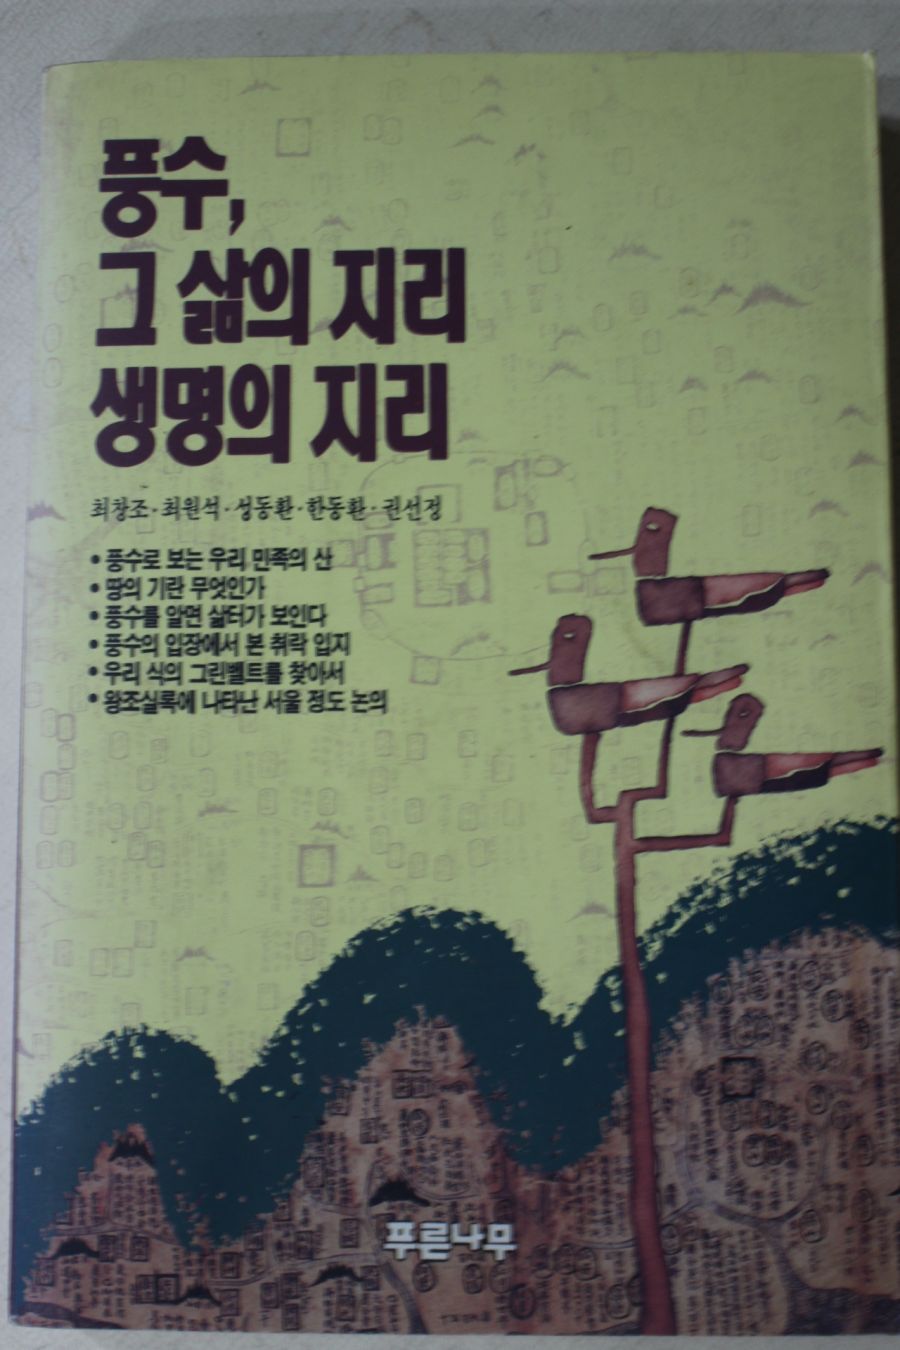 풍수,
그 삶의 지리
생명의 지리
최창조·최원석·성동환·한동환·권선정
• 풍수로 보는 우리 민족의 산
• 땅의 기란 무엇인가
• 풍수를 알면 삶터가 보인다
• 풍수의 입장에서 본 취락 입지
• 우리 식의 그린벨트를 찾아서
• 왕조실록에 나타난 서울 정도 논의
푸른나무